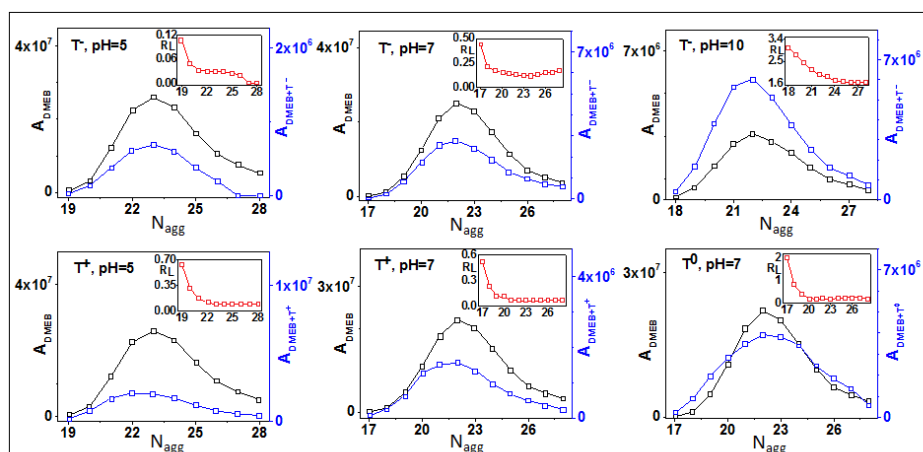 T⁻, pH=5
4x10⁷
0
A_DMEB
0.12
0.06
0.00
R_L
19 22 25 28
2x10⁶
0
A_DMEB+T⁻
19 22 25 28
N_agg
T⁻, pH=7
4x10⁷
0
A_DMEB
0.50
0.25
0.00
R_L
17 20 23 26
7x10⁶
0
A_DMEB+T⁻
17 20 23 26
N_agg
T⁻, pH=10
7x10⁶
0
A_DMEB
3.4
2.5
1.6
R_L
18 21 24 27
7x10⁶
0
A_DMEB+T⁻
18 21 24 27
N_agg
T⁺, pH=5
4x10⁷
0
A_DMEB
0.70
0.35
0.00
R_L
19 22 25 28
1x10⁷
0
A_DMEB+T⁺
19 22 25 28
N_agg
T⁺, pH=7
3x10⁷
0
A_DMEB
0.6
0.3
0.0
R_L
17 20 23 26
4x10⁶
0
A_DMEB+T⁺
17 20 23 26
N_agg
T⁰, pH=7
3x10⁷
0
A_DMEB
2
1
0
R_L
17 20 23 26
7x10⁶
0
A_DMEB+T⁰
17 20 23 26
N_agg